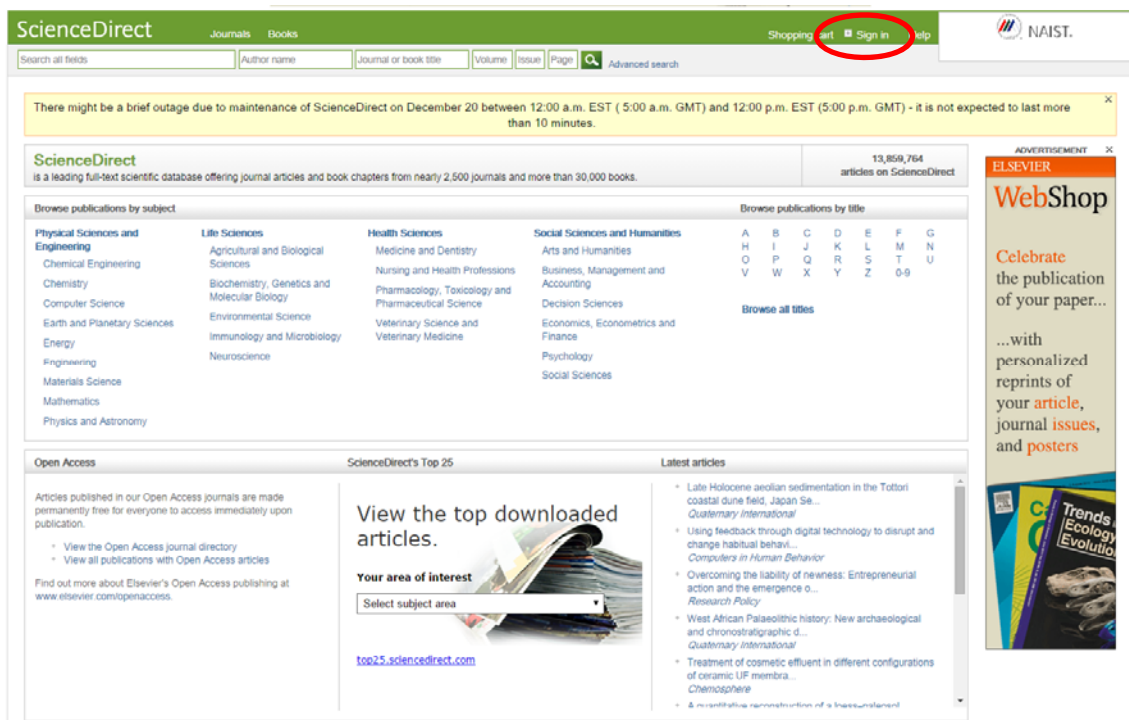 ScienceDirect
Journals Books
Shopping cart Sign in Help
NAIST.
Search all fields
Author name
Journal or book title
Volume
Issue
Page
Advanced search
There might be a brief outage due to maintenance of ScienceDirect on December 20 between 12:00 a.m. EST ( 5:00 a.m. GMT) and 12:00 p.m. EST (5:00 p.m. GMT) - it is not expected to last more
than 10 minutes.
ScienceDirect
is a leading full-text scientific database offering journal articles and book chapters from nearly 2,500 journals and more than 30,000 books.
13,859,764
articles on ScienceDirect
Browse publications by subject
Physical Sciences and
Engineering
Chemical Engineering
Chemistry
Computer Science
Earth and Planetary Sciences
Energy
Engineering
Materials Science
Mathematics
Physics and Astronomy
Life Sciences
Agricultural and Biological
Sciences
Biochemistry, Genetics and
Molecular Biology
Environmental Science
Immunology and Microbiology
Neuroscience
Health Sciences
Medicine and Dentistry
Nursing and Health Professions
Pharmacology, Toxicology and
Pharmaceutical Science
Veterinary Science and
Veterinary Medicine
Social Sciences and Humanities
Arts and Humanities
Business, Management and
Accounting
Decision Sciences
Economics, Econometrics and
Finance
Psychology
Social Sciences
Browse publications by title
A B C D E F G
H I J K L M N
O P Q R S T U
V W X Y Z 0-9
Browse all titles
Open Access
Articles published in our Open Access journals are made
permanently free for everyone to access immediately upon
publication.
View the Open Access journal directory
View all publications with Open Access articles
Find out more about Elsevier's Open Access publishing at
www.elsevier.com/openaccess.
ScienceDirect's Top 25
View the top downloaded
articles.
Your area of interest
Select subject area
top25.sciencedirect.com
Latest articles
Late Holocene aeolian sedimentation in the Tottori
coastal dune field, Japan Se...
Quaternary International
Using feedback through digital technology to disrupt and
change habitual behavi...
Computers in Human Behavior
Overcoming the liability of newness: Entrepreneurial
action and the emergence o...
Research Policy
West African Palaeolithic history: New archaeological
and chronostratigraphic d...
Quaternary International
Treatment of cosmetic effluent in different configurations
of ceramic UF membra...
Chemosphere
A quantitative reconstruction of a loess–paleosol
ADVERTISEMENT X
ELSEVIER
WebShop
Celebrate
the publication
of your paper...
...with
personalized
reprints of
your article,
journal issues,
and posters
Trends
Ecology
Evolution